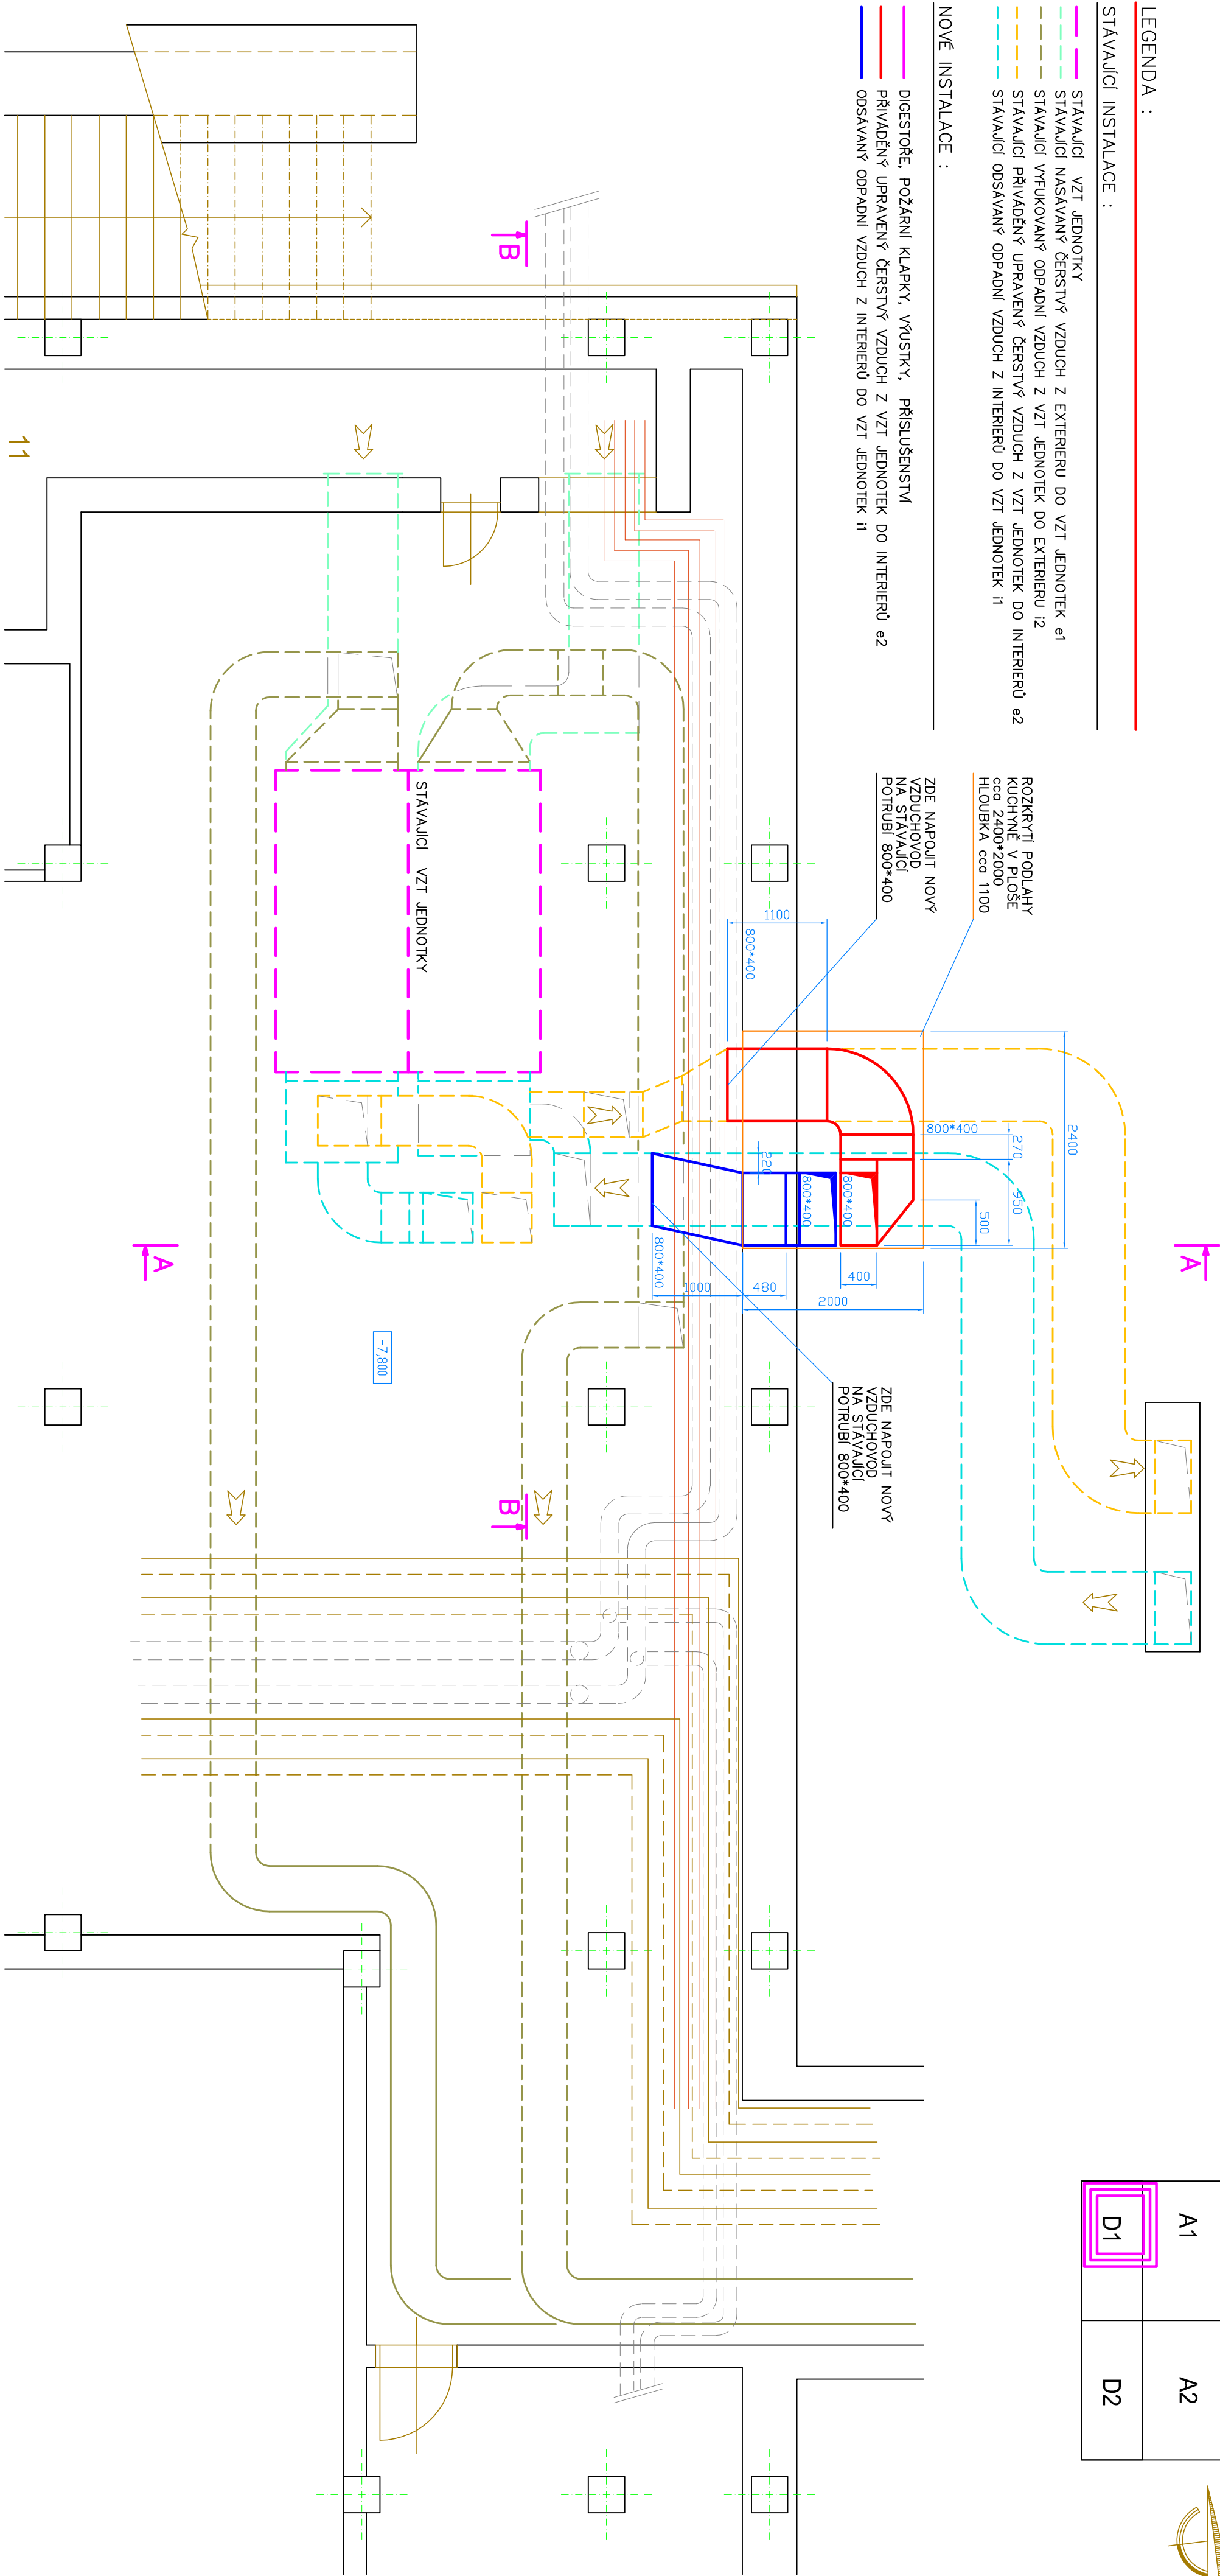 LEGENDA :
STÁVAJÍCÍ INSTALACE :
STÁVAJÍCÍ VZT JEDNOTKY
STÁVAJÍCÍ NASÁVANÝ ČERSTVÝ VZDUCH Z EXTERIERU DO VZT JEDNOTEK e1
STÁVAJÍCÍ VYFUKOVANÝ ODPADNÍ VZDUCH Z VZT JEDNOTEK DO EXTERIERU i2
STÁVAJÍCÍ PŘIVÁDĚNÝ UPRAVENÝ ČERSTVÝ VZDUCH Z VZT JEDNOTEK DO INTERIERŮ e2
STÁVAJÍCÍ ODSÁVANÝ ODPADNÍ VZDUCH Z INTERIERŮ DO VZT JEDNOTEK i1
NOVÉ INSTALACE :
DIGESTOŘE, POŽÁRNÍ KLAPKY, VÝUSTKY, PŘÍSLUŠENSTVÍ
PŘIVÁDĚNÝ UPRAVENÝ ČERSTVÝ VZDUCH Z VZT JEDNOTEK DO INTERIERŮ e2
ODSÁVANÝ ODPADNÍ VZDUCH Z INTERIERŮ DO VZT JEDNOTEK i1
ROZKRYTÍ PODLAHY
KUCHYNĚ V PLOŠE
cca 2400*2000
HLOUBKA cca 1100
ZDE NAPOJIT NOVÝ
VZDUCHOVOD
NA STÁVAJÍCÍ
POTRUBÍ 800*400
ZDE NAPOJIT NOVÝ
VZDUCHOVOD
NA STÁVAJÍCÍ
POTRUBÍ 800*400
STÁVAJÍCÍ VZT JEDNOTKY
1100
800*400
2400
800*400
270
950
500
220
800*400
800*400
400
480
1000
2000
800*400
-7,800
A
A
B
B
11
A1
A2
D1
D2